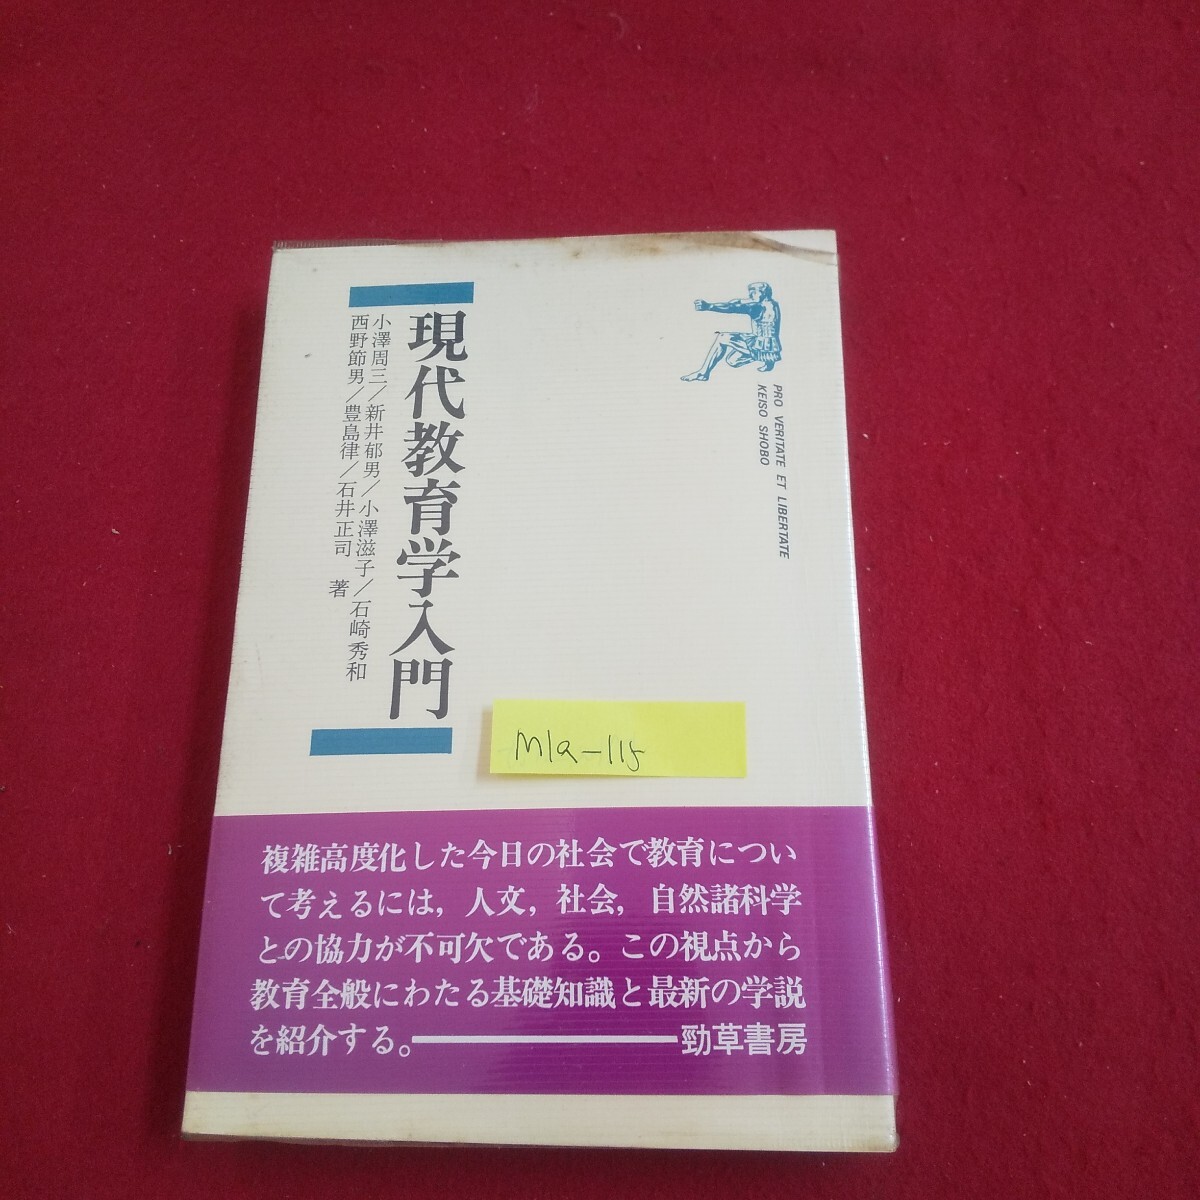 現代教育学入門
小澤周三／新井郁男／小澤滋子／石崎秀和
西野節男／豊島律／石井正司 著
PRO VERITATE ET LIBERTATE
KEISO SHOBO
M1a-115
複雑高度化した今日の社会で教育につい
て考えるには，人文，社会，自然諸科学
との協力が不可欠である。この視点から
教育全般にわたる基礎知識と最新の学説
を紹介する。――――勁草書房